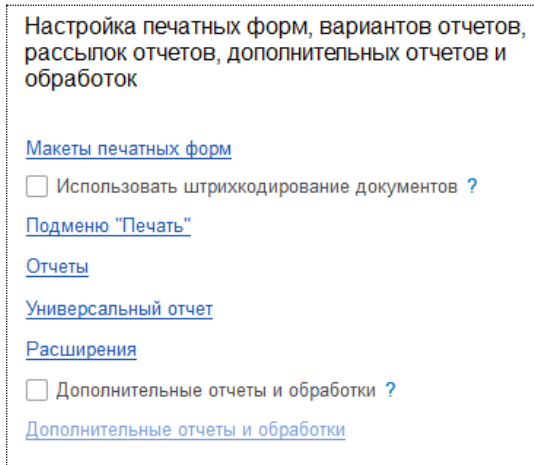 Настройка печатных форм, вариантов отчетов,
рассылок отчетов, дополнительных отчетов и
обработок
Макеты печатных форм
Использовать штрихкодирование документов ?
Подменю "Печать"
Отчеты
Универсальный отчет
Расширения
Дополнительные отчеты и обработки ?
Дополнительные отчеты и обработки